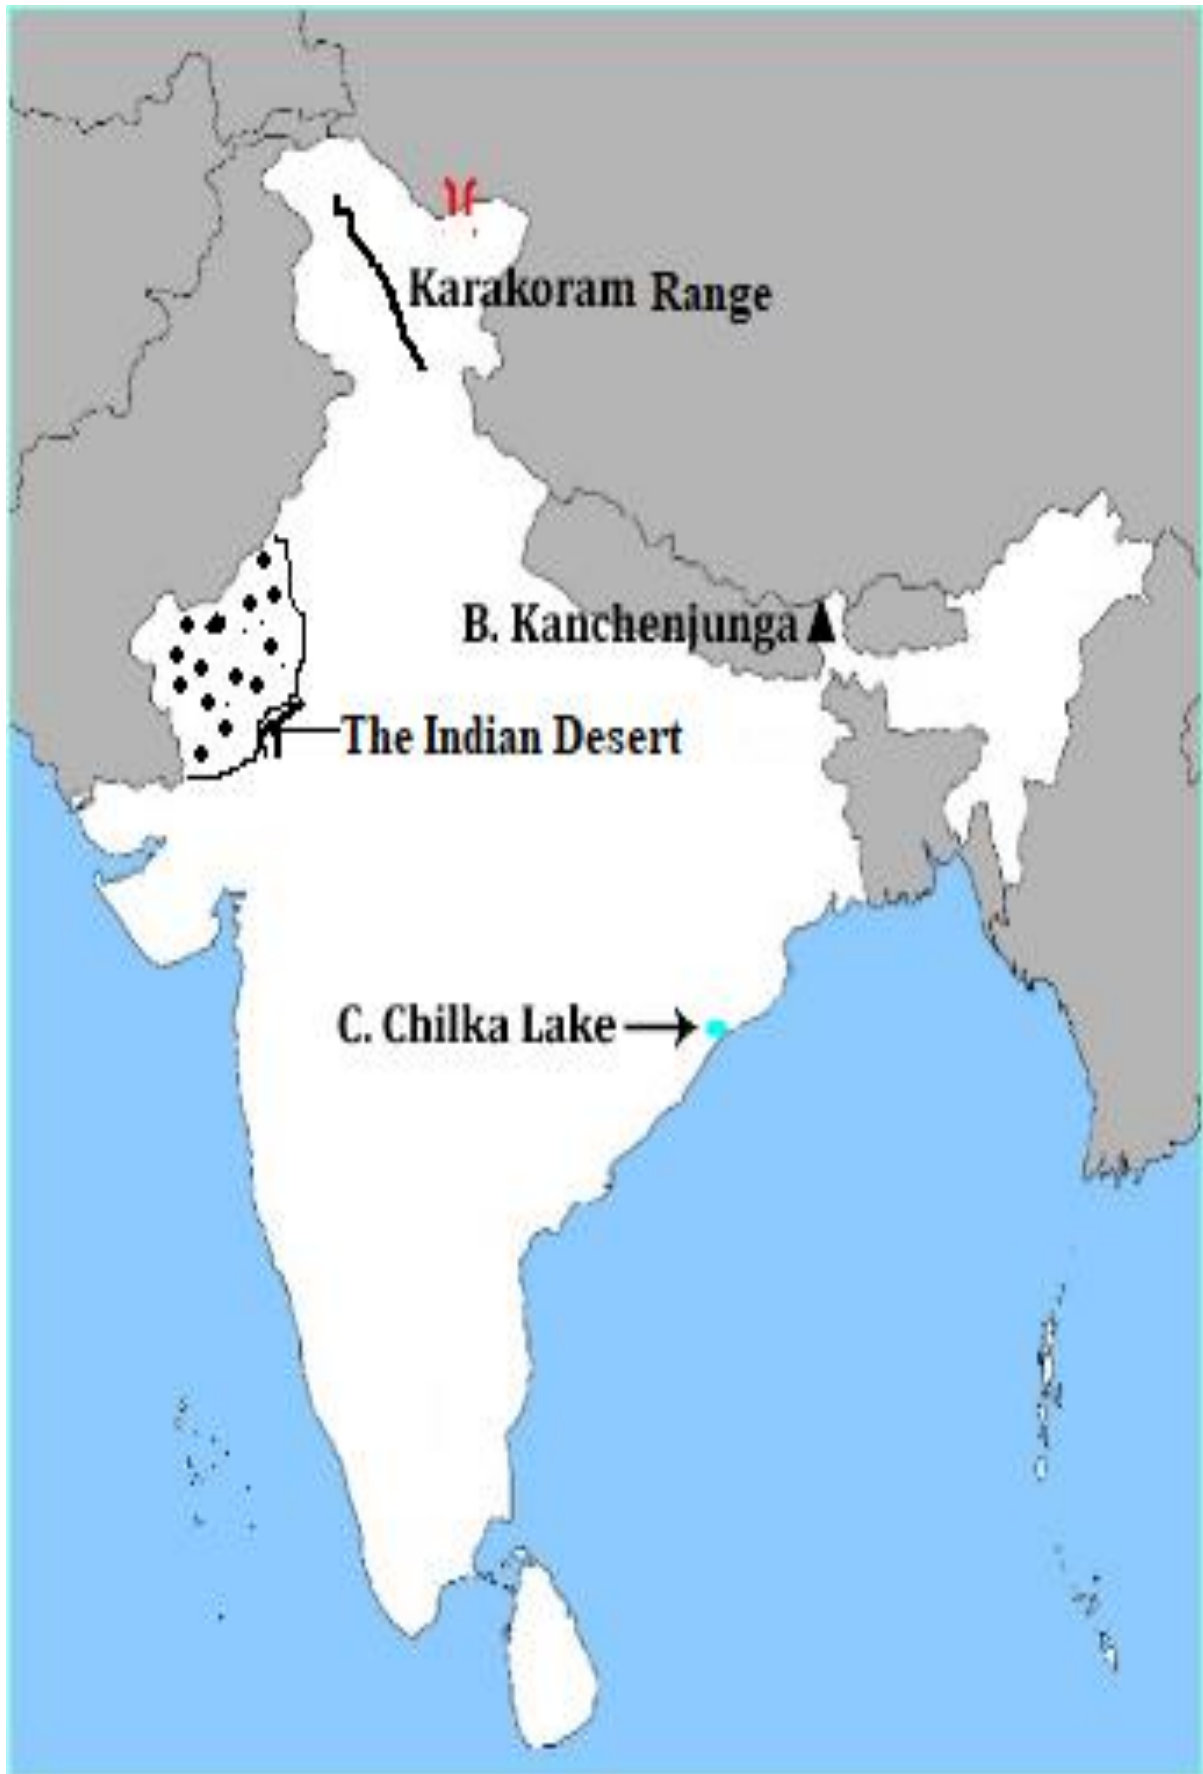 Karakoram Range
B. Kanchenjunga
The Indian Desert
C. Chilka Lake